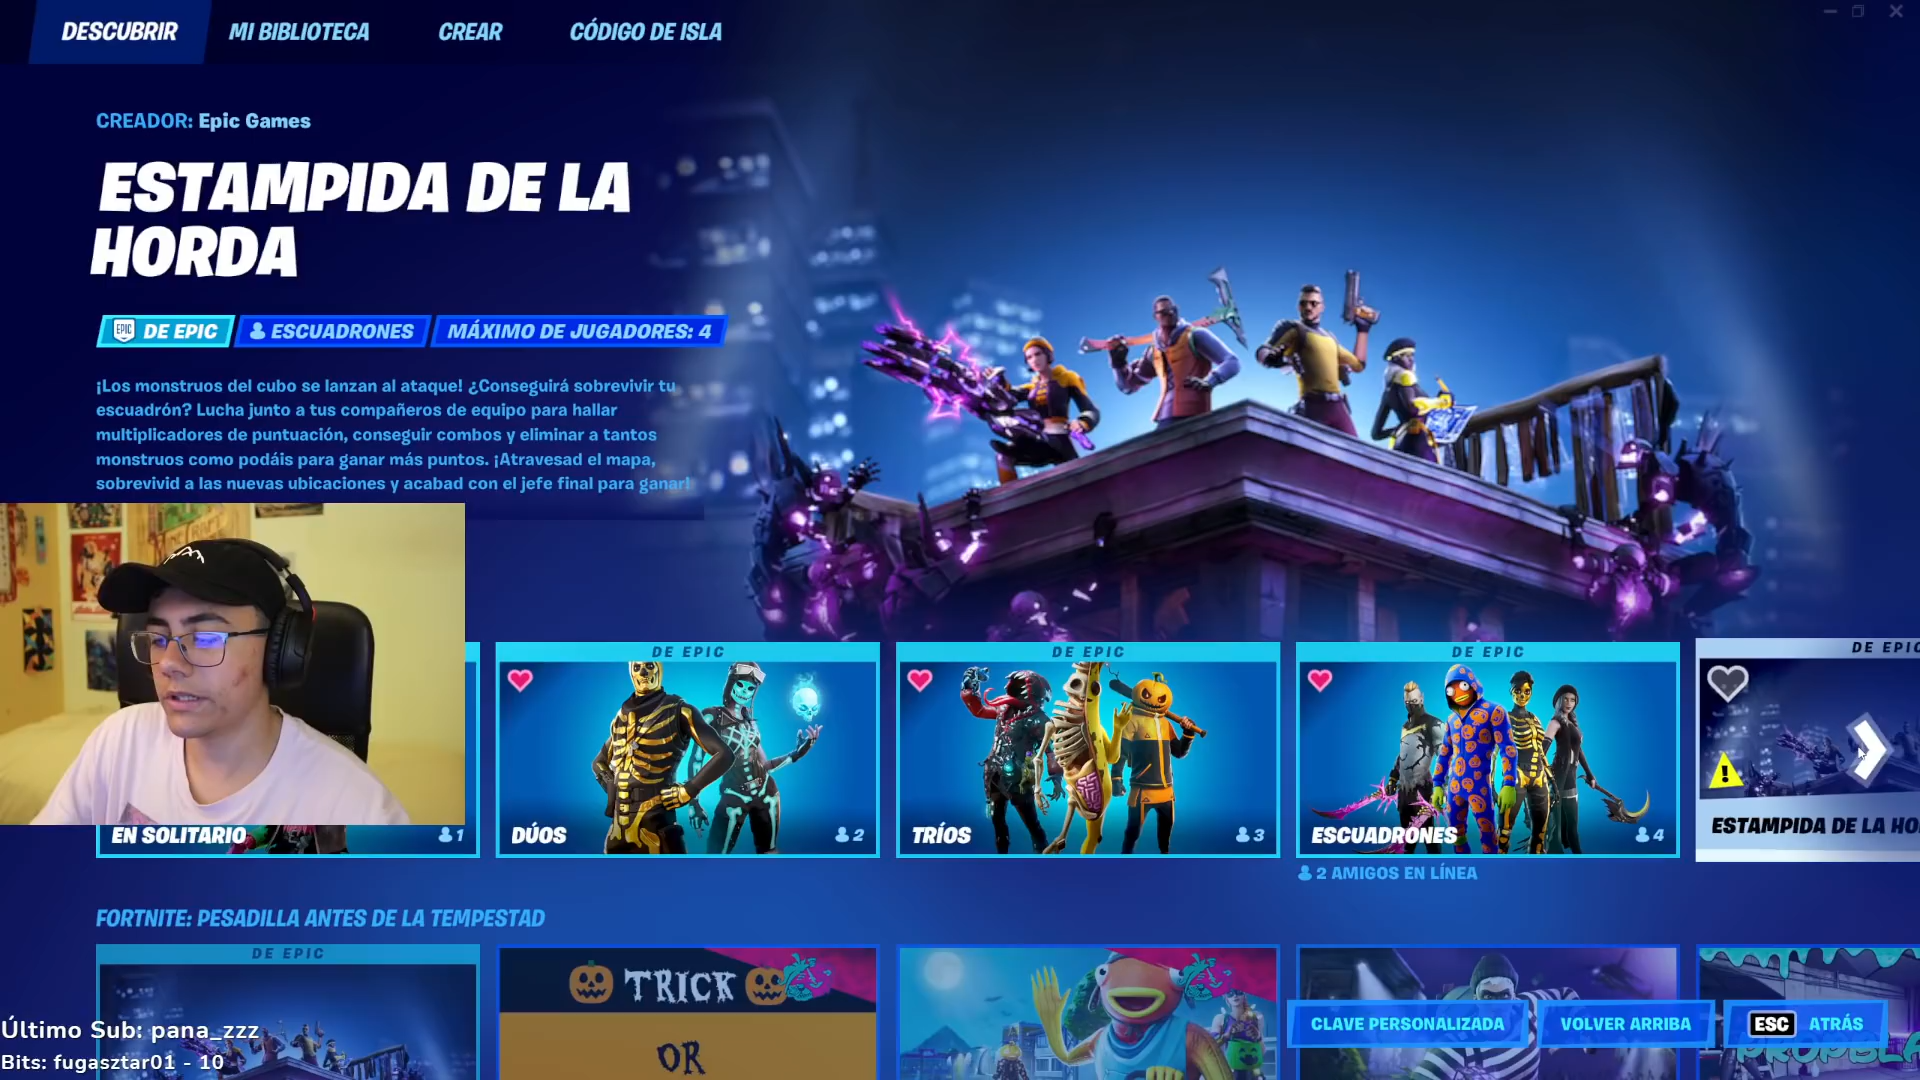 DESCUBRIR
MI BIBLIOTECA
CREAR
CÓDIGO DE ISLA
CREADOR: Epic Games
ESTAMPIDA DE LA
HORDA
EPIC DE EPIC
ESCUADRONES
MÁXIMO DE JUGADORES: 4
¡Los monstruos del cubo se lanzan al ataque! ¿Conseguirá sobrevivir tu
escuadrón? Lucha junto a tus compañeros de equipo para hallar
multiplicadores de puntuación, conseguir combos y eliminar a tantos
monstruos como podáis para ganar más puntos. ¡Atravesad el mapa,
sobrevivid a las nuevas ubicaciones y acabad con el jefe final para ganar!
DE EPIC
DE EPIC
DE EPIC
DE EPIC
EN SOLITARIO
1
DÚOS
2
TRÍOS
3
ESCUADRONES
4
ESTAMPIDA DE LA HO
2 AMIGOS EN LÍNEA
FORTNITE: PESADILLA ANTES DE LA TEMPESTAD
DE EPIC
TRICK
OR
CLAVE PERSONALIZADA
VOLVER ARRIBA
ESC ATRÁS
Último Sub: pana_zzz
Bits: fugasztar01 - 10